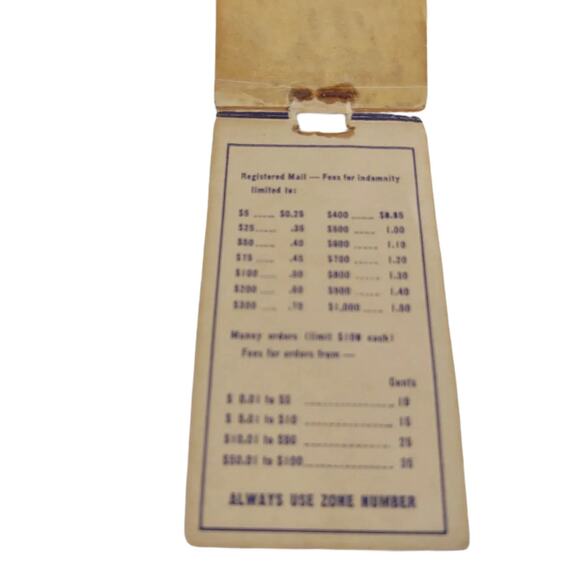 Registered Mail — Fees for indemnity
limited to:
$5 ---- $0.25 $400 ---- $0.85
$25 ---- .35 $500 ---- 1.00
$50 ---- .40 $600 ---- 1.10
$75 ---- .45 $700 ---- 1.20
$100 ---- .50 $800 ---- 1.30
$200 ---- .60 $900 ---- 1.40
$300 ---- .70 $1,000 ---- 1.50
Money orders (limit $100 each)
Fees for orders from —
Cents
$ 0.01 to $5 ---- 10
$ 5.01 to $10 ---- 15
$10.01 to $50 ---- 25
$50.01 to $100 ---- 35
ALWAYS USE ZONE NUMBER